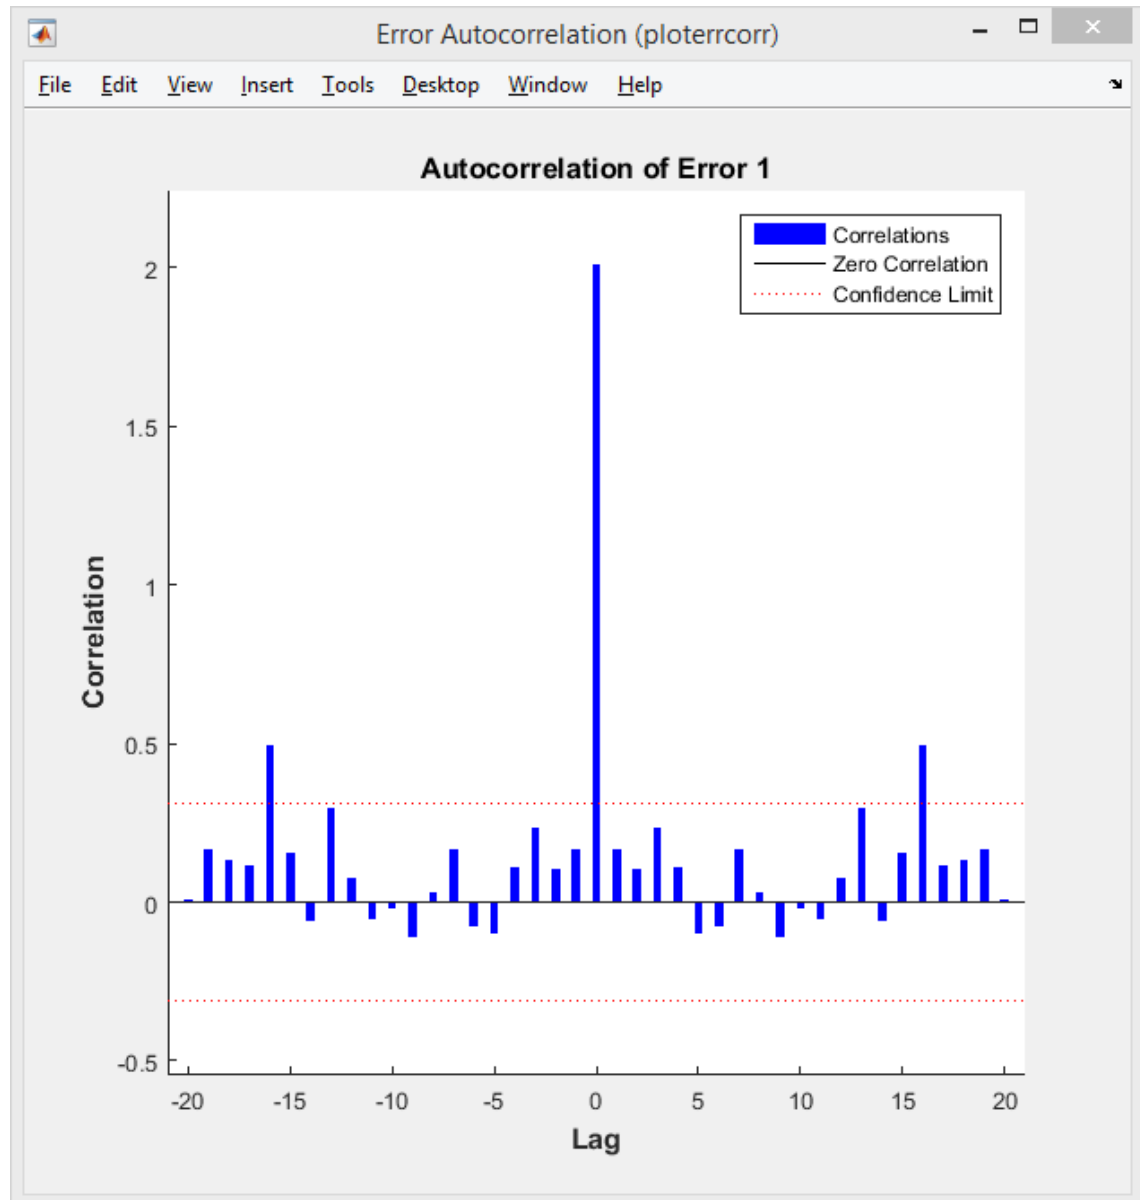 Error Autocorrelation (ploterrcorr)
File Edit View Insert Tools Desktop Window Help
Autocorrelation of Error 1
Correlations
Zero Correlation
Confidence Limit
2
1.5
1
0.5
0
-0.5
Correlation
-20 -15 -10 -5 0 5 10 15 20
Lag